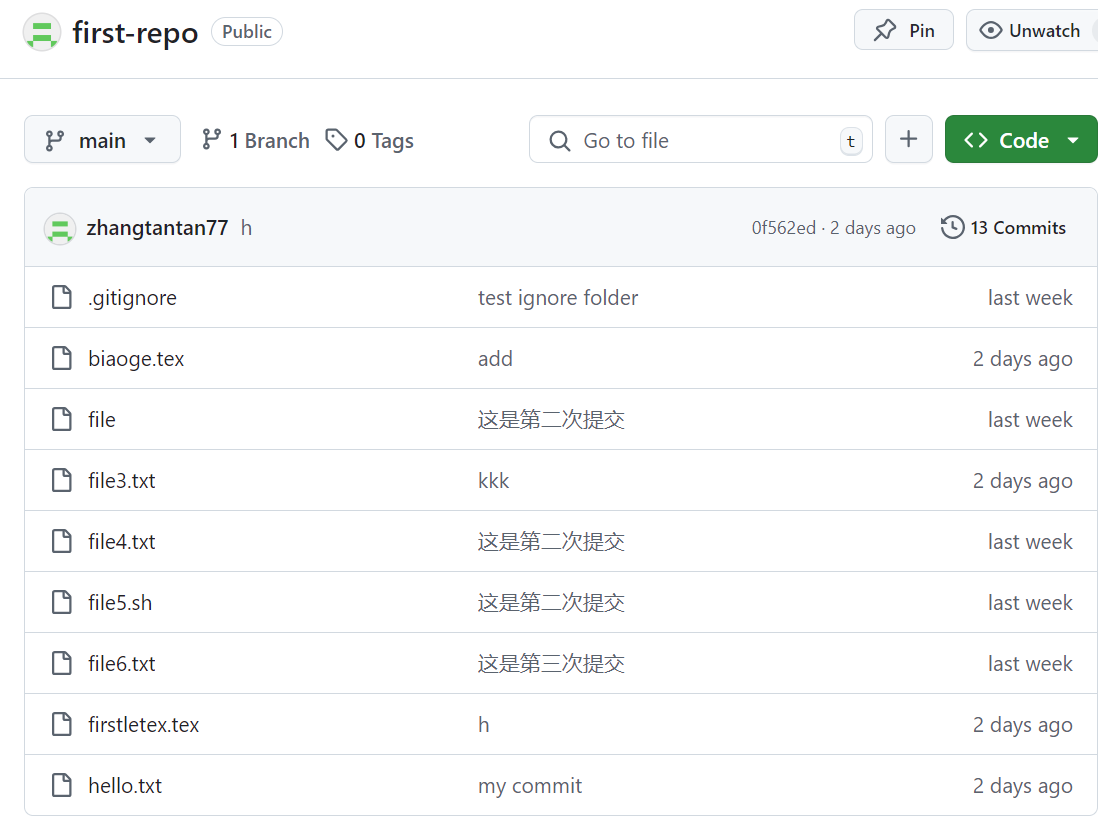 first-repo Public Pin Unwatch
main 1 Branch 0 Tags Go to file t + Code
zhangtantan77 h 0f562ed · 2 days ago 13 Commits
.gitignore test ignore folder last week
biaoge.tex add 2 days ago
file 这是第二次提交 last week
file3.txt kkk 2 days ago
file4.txt 这是第二次提交 last week
file5.sh 这是第二次提交 last week
file6.txt 这是第三次提交 last week
firstletex.tex h 2 days ago
hello.txt my commit 2 days ago